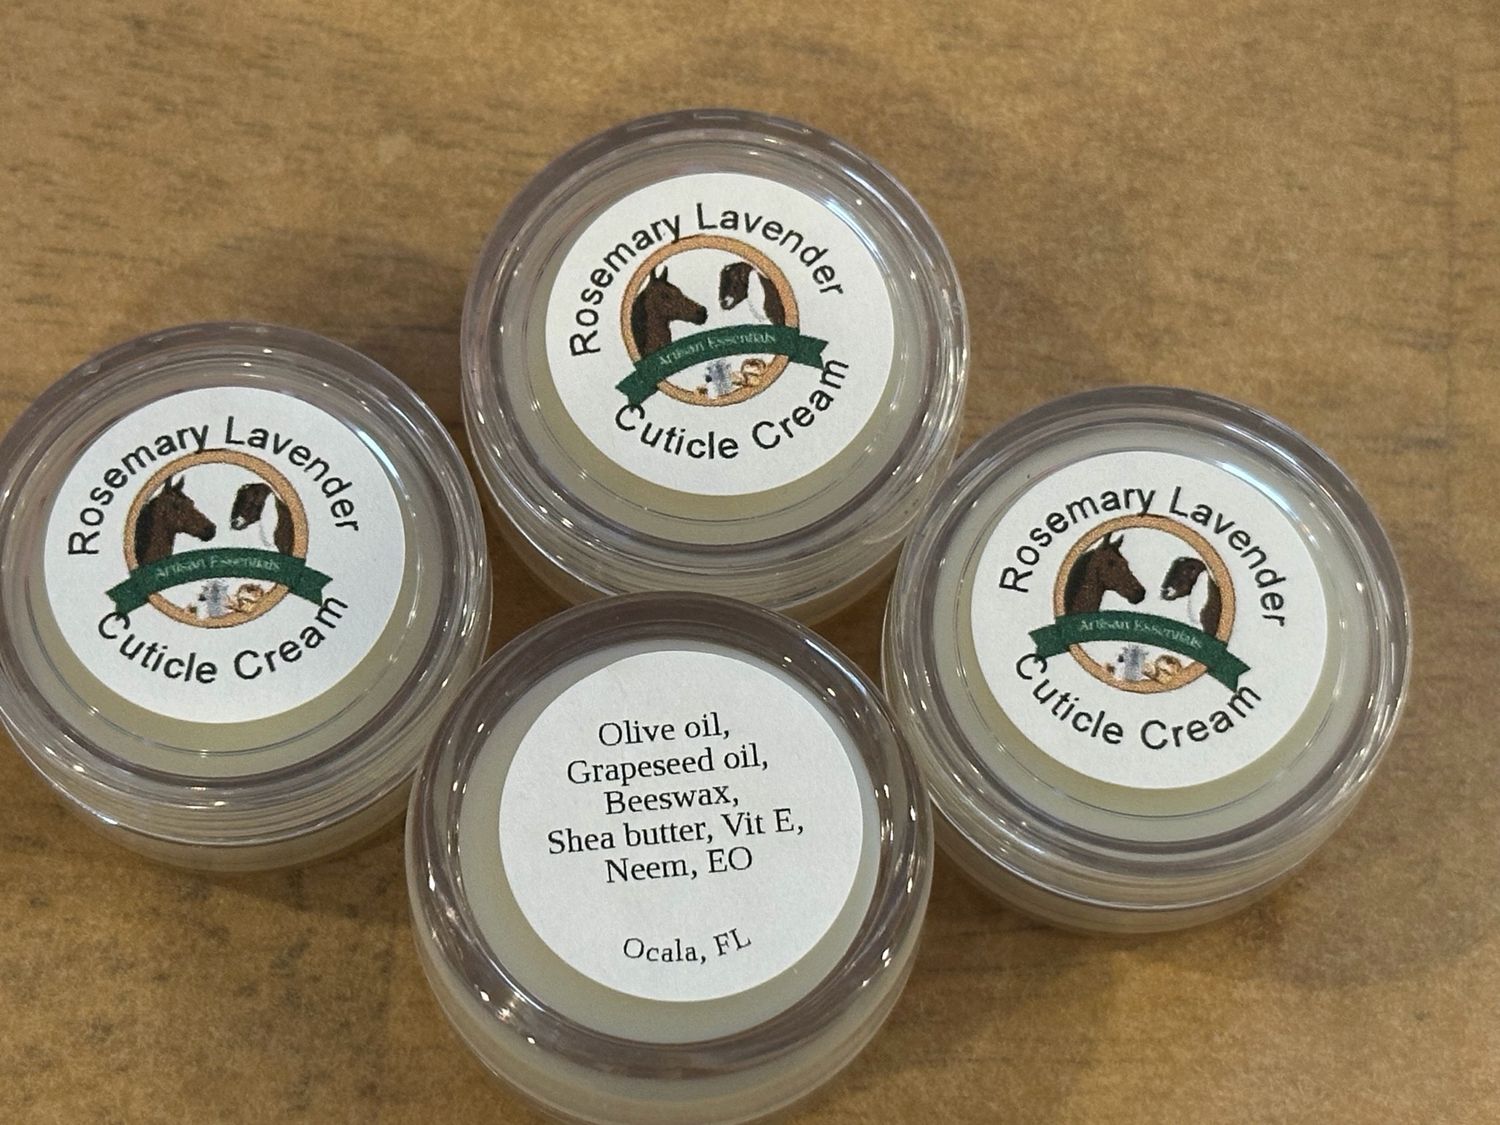 Rosemary Lavender
Artisan Essentials
Cuticle Cream
Rosemary Lavender
Artisan Essentials
Cuticle Cream
Rosemary Lavender
Artisan Essentials
Cuticle Cream
Olive oil,
Grapeseed oil,
Beeswax,
Shea butter, Vit E,
Neem, EO
Ocala, FL